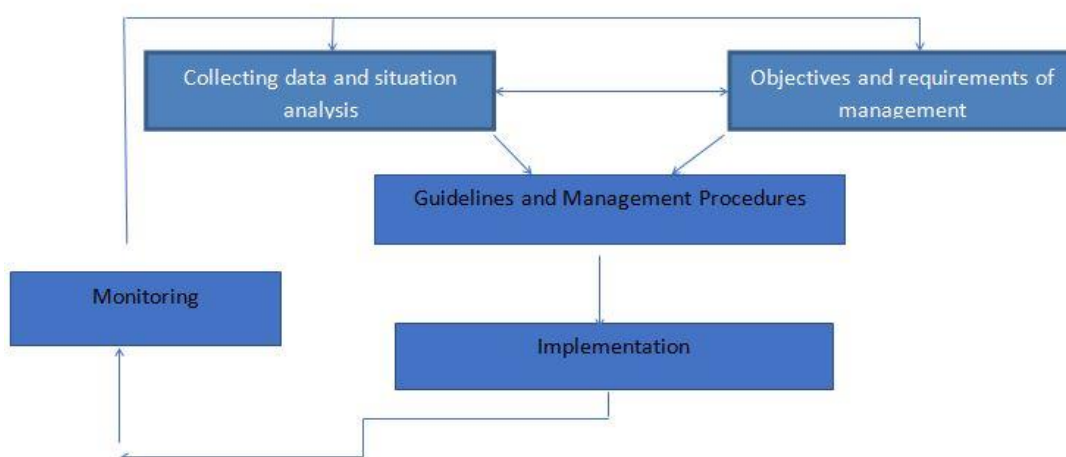 Collecting data and situation
analysis
Objectives and requirements of
management
Guidelines and Management Procedures
Monitoring
Implementation